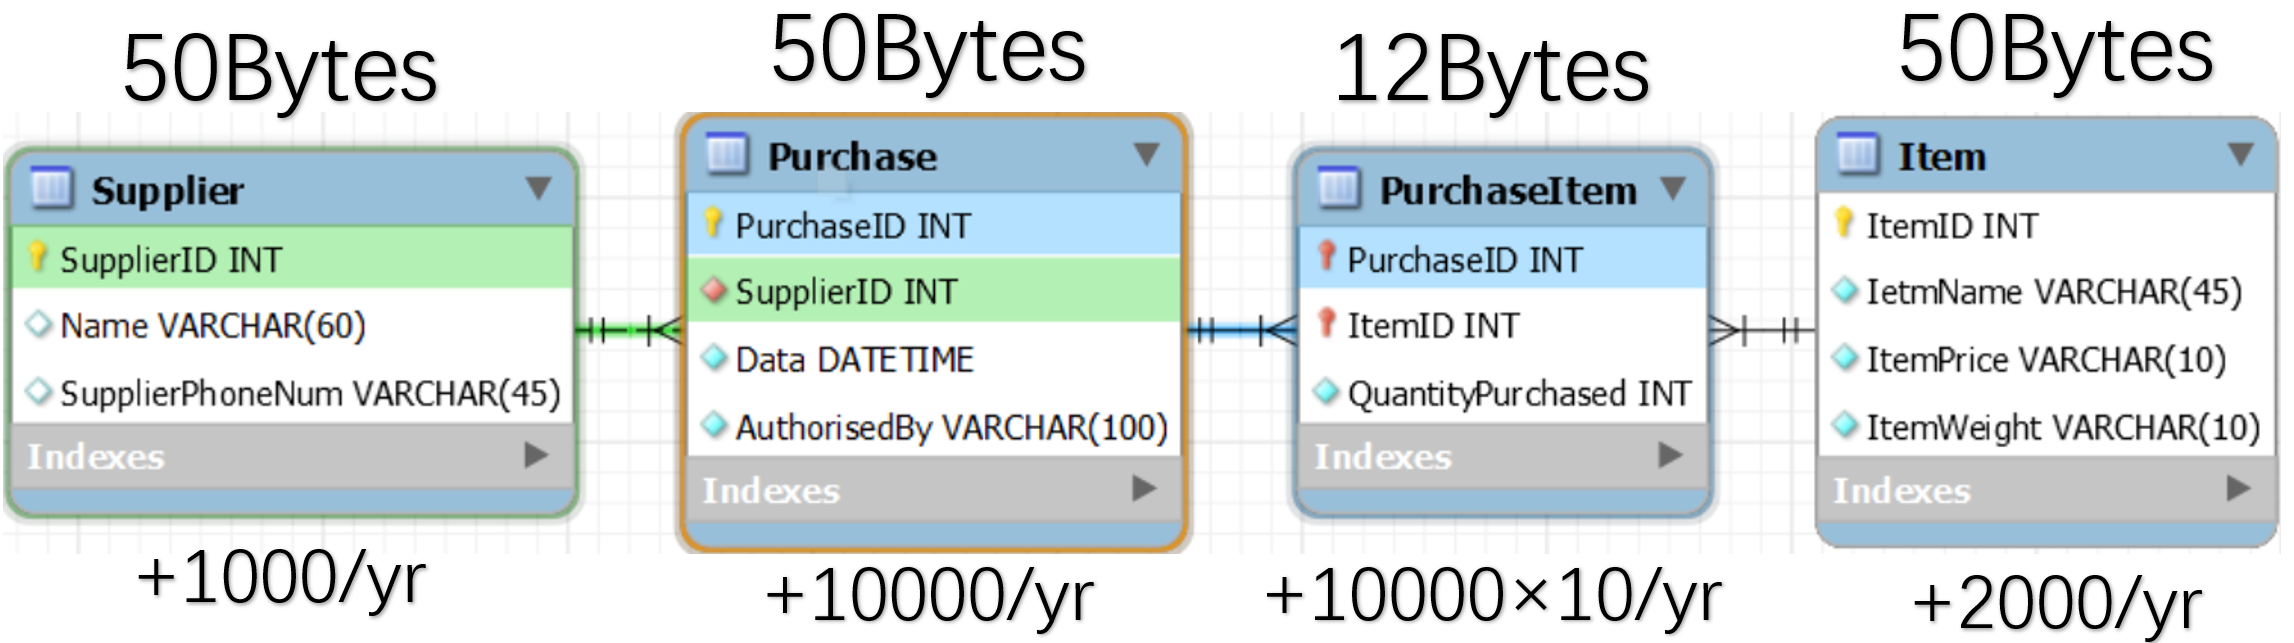 50Bytes
50Bytes
12Bytes
50Bytes
Supplier
SupplierID INT
Name VARCHAR(60)
SupplierPhoneNum VARCHAR(45)
Indexes
+1000/yr
Purchase
PurchaseID INT
SupplierID INT
Data DATETIME
AuthorisedBy VARCHAR(100)
Indexes
+10000/yr
PurchaseItem
PurchaseID INT
ItemID INT
QuantityPurchased INT
Indexes
+10000×10/yr
Item
ItemID INT
IetmName VARCHAR(45)
ItemPrice VARCHAR(10)
ItemWeight VARCHAR(10)
Indexes
+2000/yr